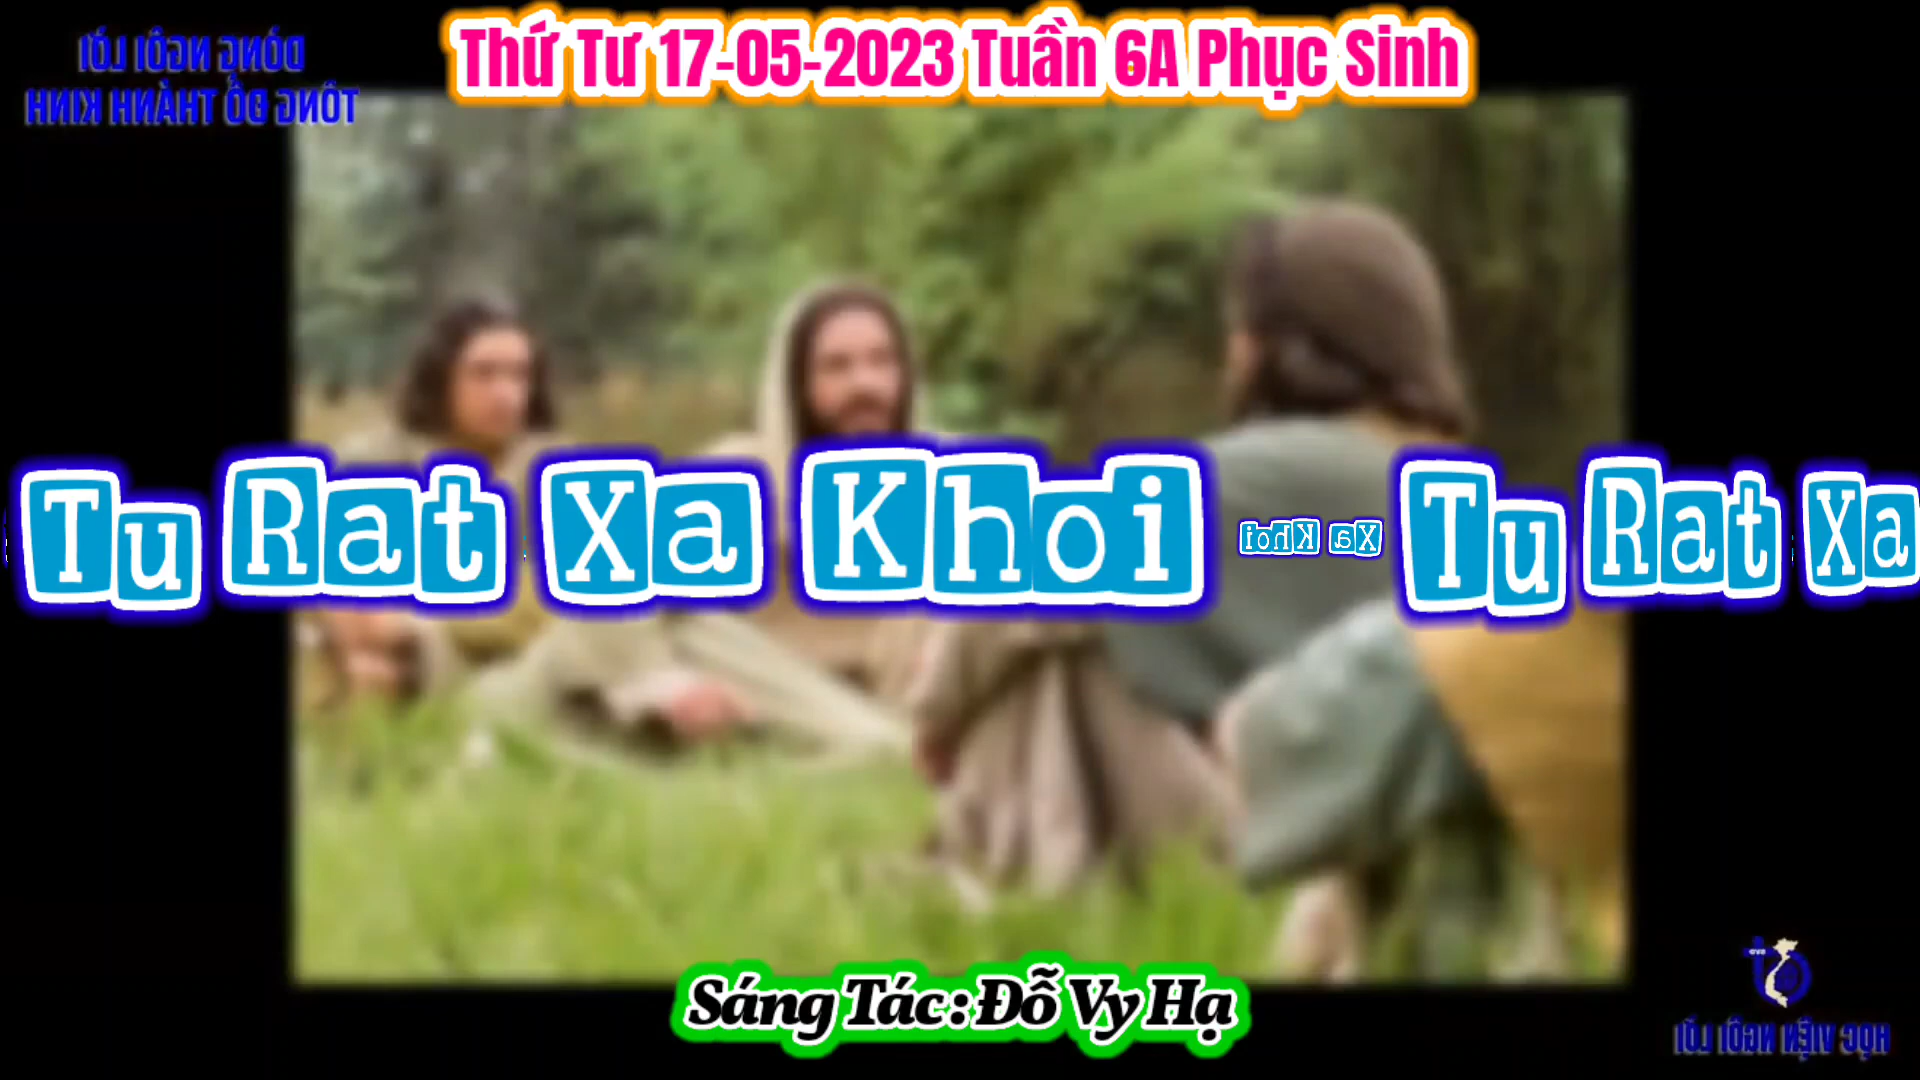 Thứ Tư 17-05-2023 Tuần 6A Phục Sinh
DÒNG NGÔI LỜI
TÔNG ĐỒ THÁNH KINH
Tu Rat Xa Khoi Xa Khoi Tu Rat Xa
Sáng Tác : Đỗ Vy Hạ
HỌC VIỆN NGÔI LỜI